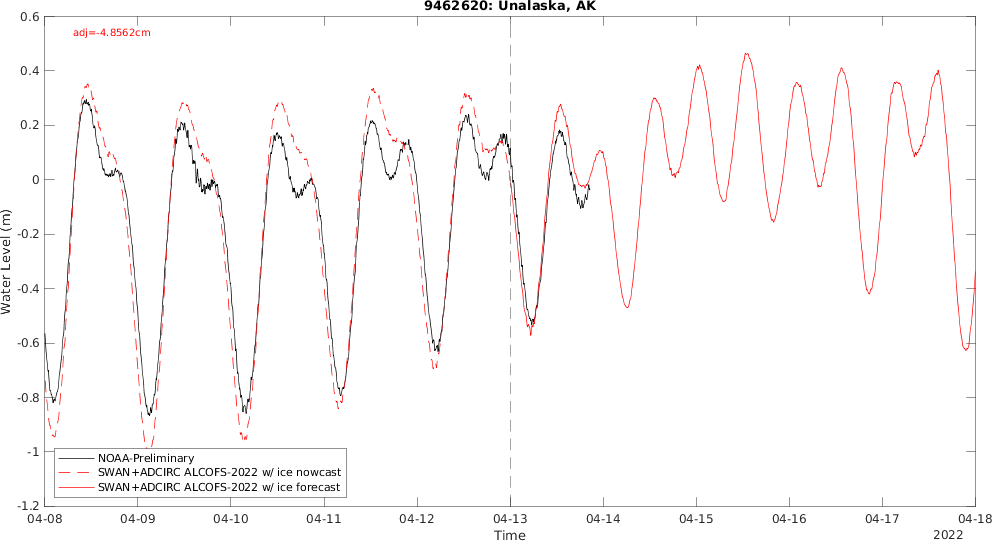 9462620: Unalaska, AK
adj=-4.8562cm
0.6
0.4
0.2
0
-0.2
-0.4
-0.6
-0.8
-1
-1.2
Water Level (m)
NOAA-Preliminary
SWAN+ADCIRC ALCOFS-2022 w/ ice nowcast
SWAN+ADCIRC ALCOFS-2022 w/ ice forecast
04-08 04-09 04-10 04-11 04-12 04-13 04-14 04-15 04-16 04-17 04-18
Time
2022